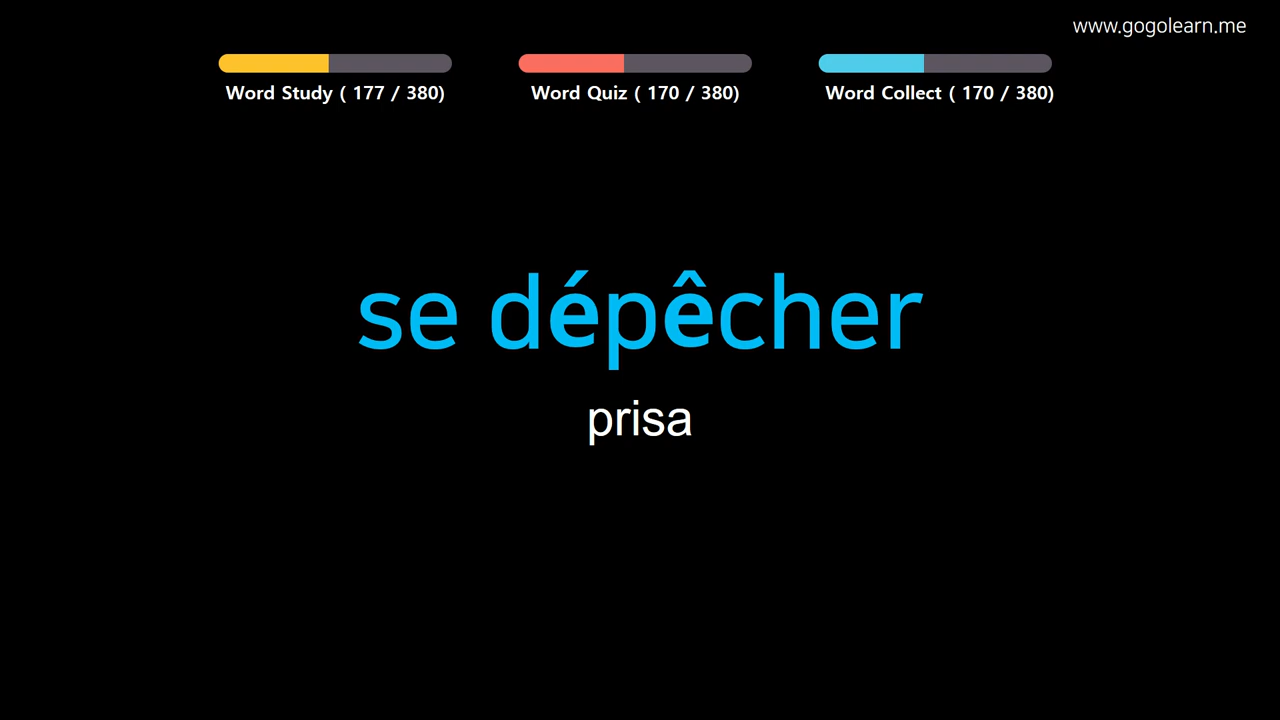 www.gogolearn.me
Word Study ( 177 / 380)
Word Quiz ( 170 / 380)
Word Collect ( 170 / 380)
se dépêcher
prisa